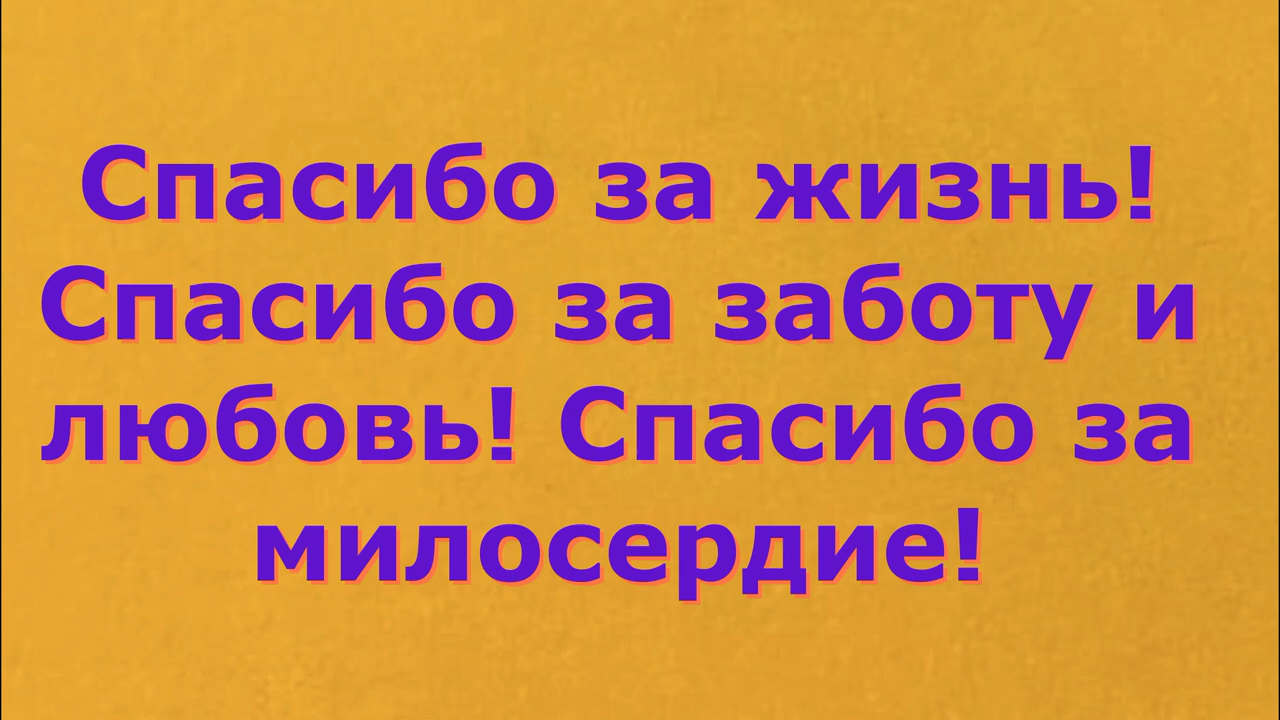 Спасибо за жизнь!
Спасибо за заботу и
любовь! Спасибо за
милосердие!